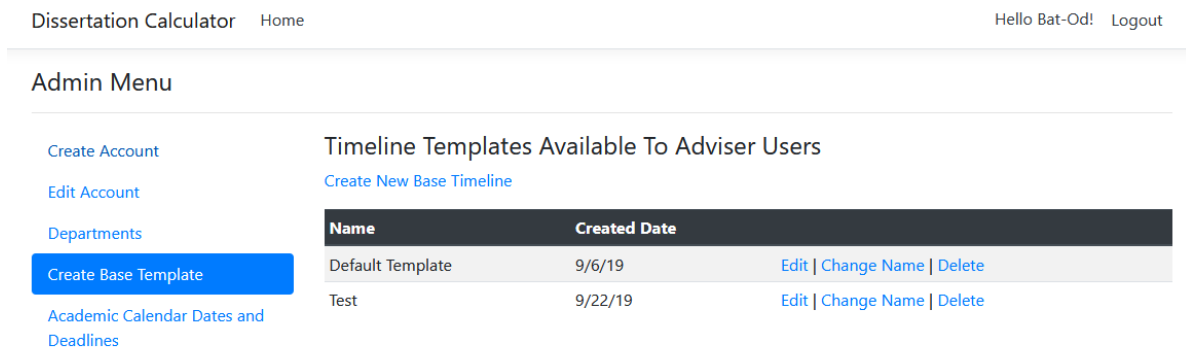 Dissertation Calculator Home Hello Bat-Od! Logout
Admin Menu
Create Account
Edit Account
Departments
Create Base Template
Academic Calendar Dates and
Deadlines
Timeline Templates Available To Adviser Users
Create New Base Timeline
Name Created Date
Default Template 9/6/19 Edit | Change Name | Delete
Test 9/22/19 Edit | Change Name | Delete